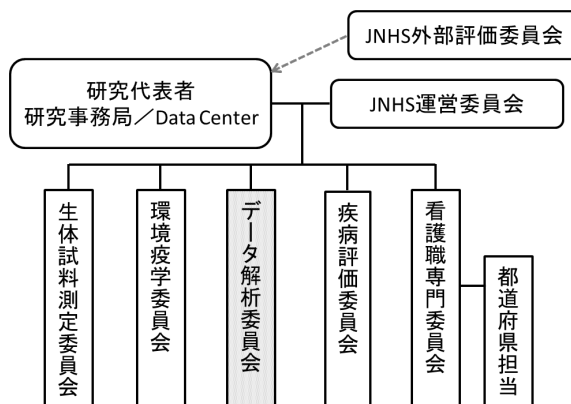 JNHS外部評価委員会
研究代表者
研究事務局／Data Center
JNHS運営委員会
生体試料測定委員会
環境疫学委員会
データ解析委員会
疾病評価委員会
看護職専門委員会
都道府県担当